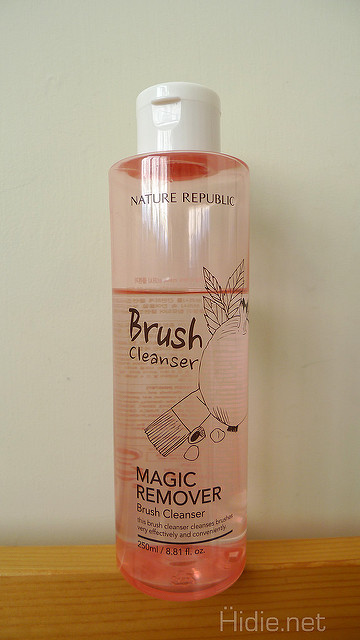 NATURE REPUBLIC
Brush
Cleanser
MAGIC
REMOVER
Brush Cleanser
this brush cleanser cleanses brushes
very effectively and conveniently.
250ml / 8.81 fl. oz.
Hidie.net